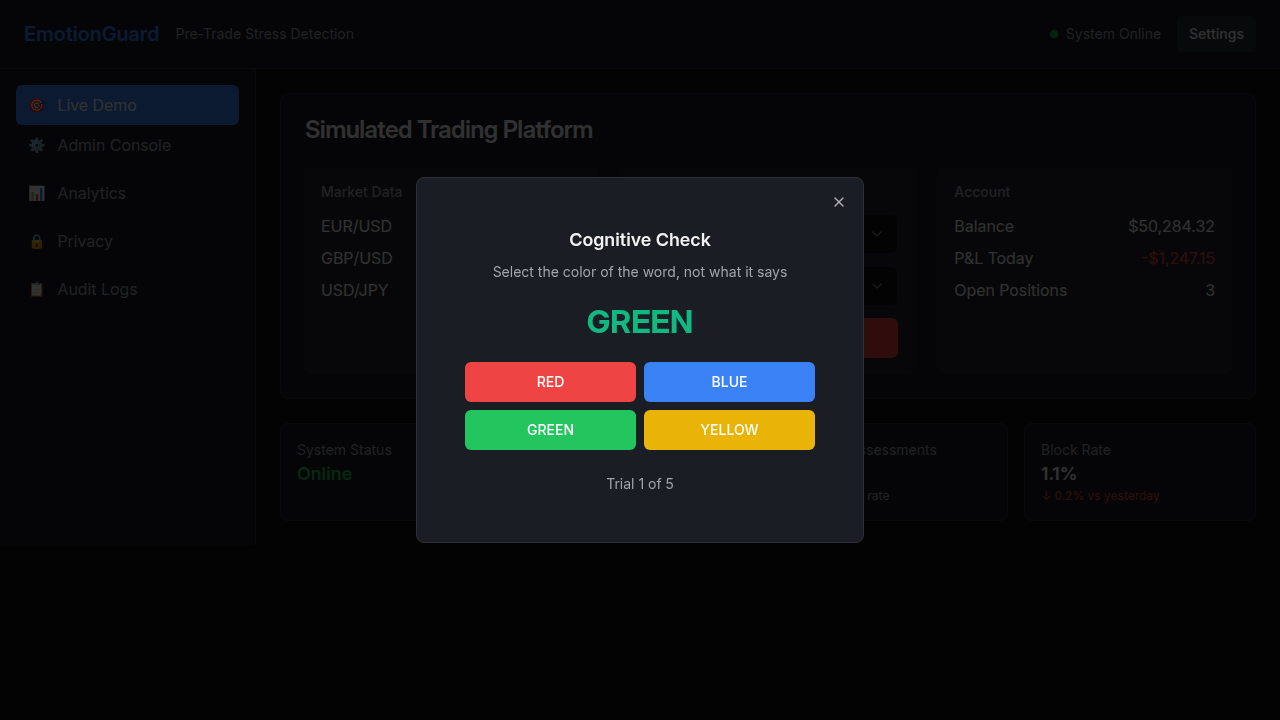 EmotionGuard Pre-Trade Stress Detection
System Online
Settings
Live Demo
Admin Console
Analytics
Privacy
Audit Logs
Simulated Trading Platform
Market Data
EUR/USD
GBP/USD
USD/JPY
Account
Balance $50,284.32
P&L Today -$1,247.15
Open Positions 3
Cognitive Check
Select the color of the word, not what it says
GREEN
RED
BLUE
GREEN
YELLOW
Trial 1 of 5
System Status
Online
rate
Block Rate
1.1%
↓ 0.2% vs yesterday